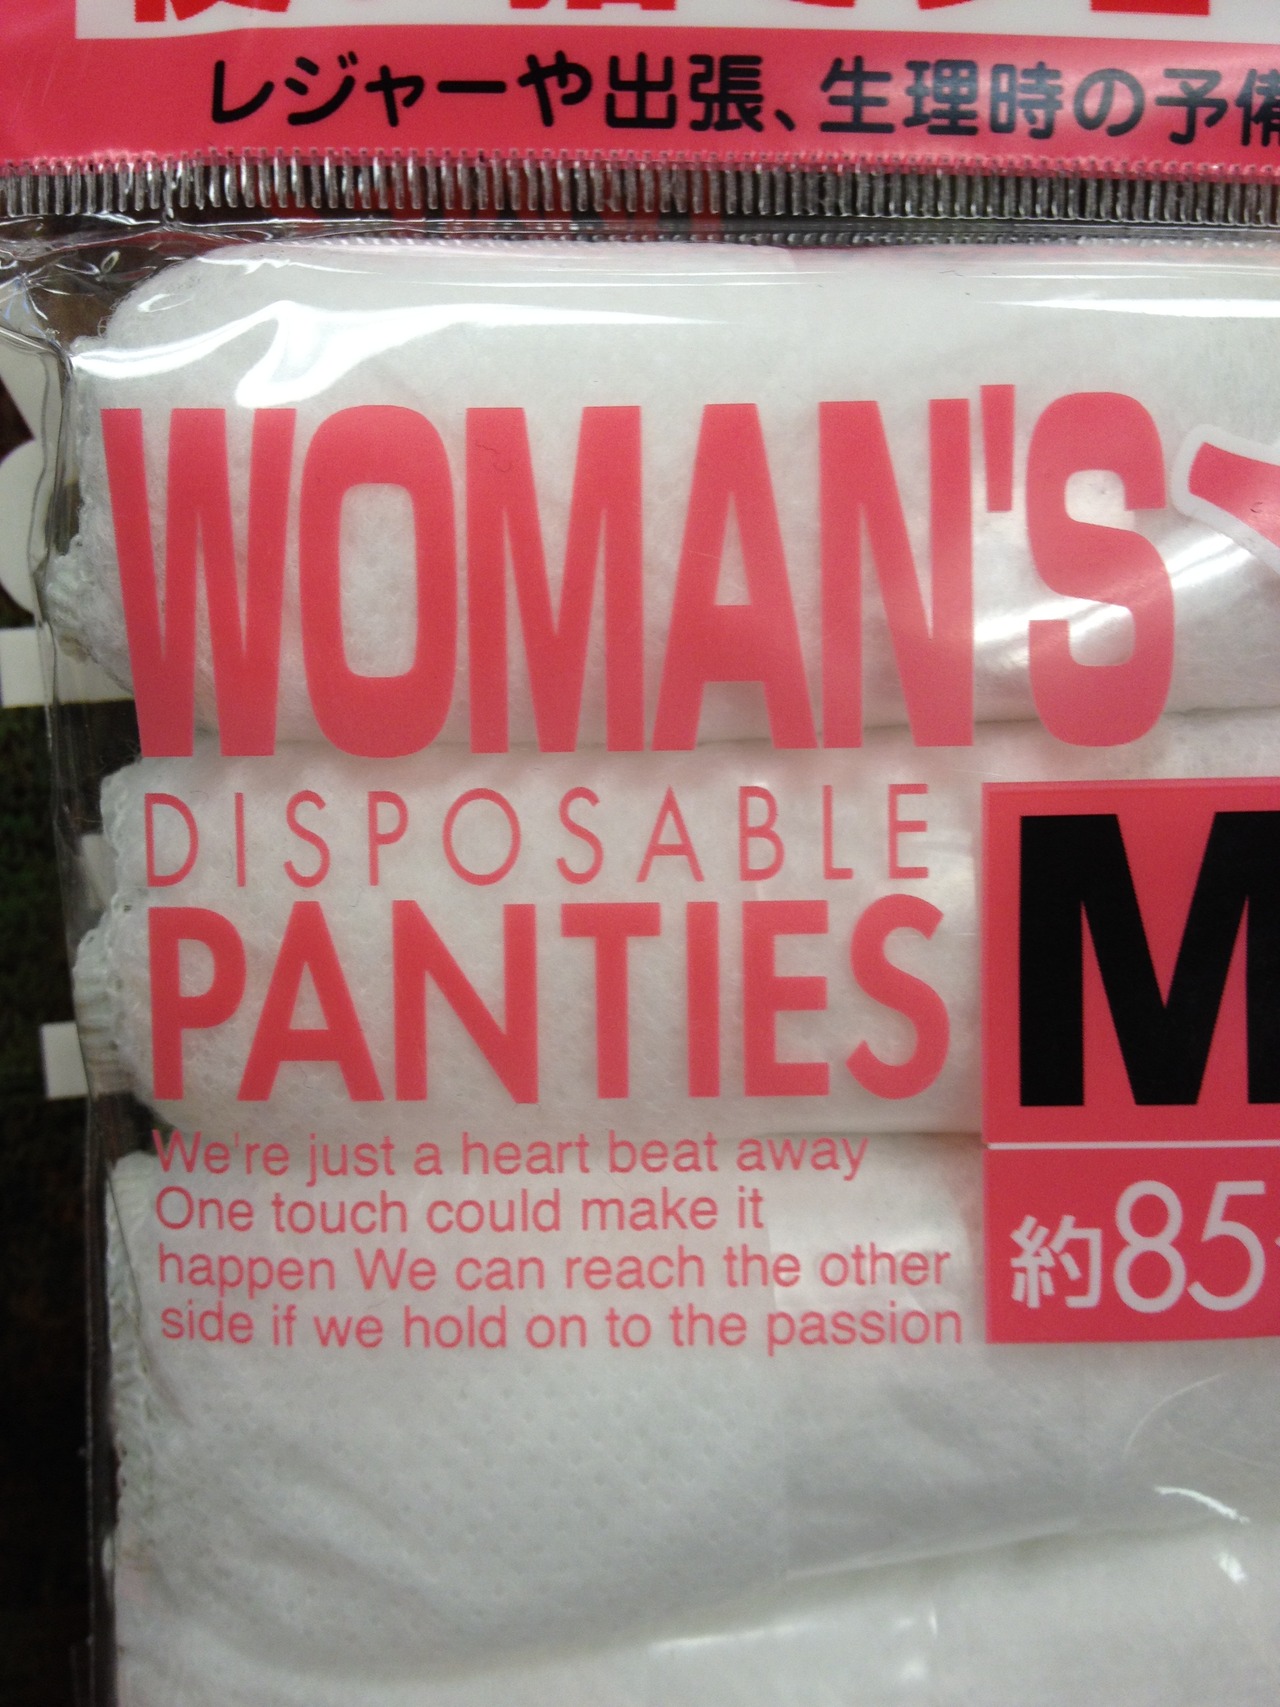 レジャーや出張、生理時の予備
WOMAN'S
DISPOSABLE
PANTIES
M
We're just a heart beat away
One touch could make it
happen We can reach the other
side if we hold on to the passion
約85